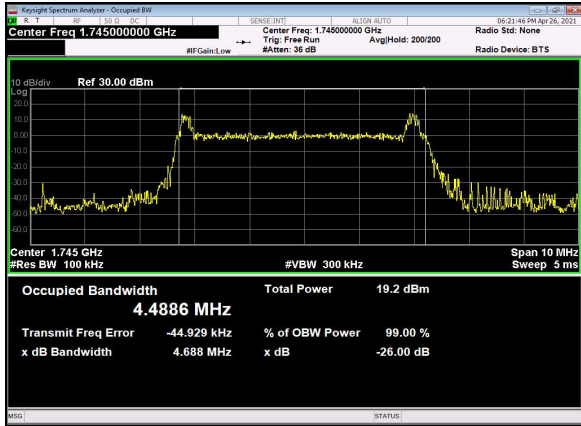 Keysight Spectrum Analyzer - Occupied BW
LXI R T RF 50 Ω DC SENSE:INT ALIGN AUTO 06:21:46 PM Apr 26, 2021
Center Freq 1.745000000 GHz Center Freq: 1.745000000 GHz Radio Std: None
Trig: Free Run Avg|Hold: 200/200
#IFGain:Low #Atten: 36 dB Radio Device: BTS
10 dB/div Ref 30.00 dBm
Log
20.0
10.0
0.00
-10.0
-20.0
-30.0
-40.0
-50.0
-60.0
Center 1.745 GHz Span 10 MHz
#Res BW 100 kHz #VBW 300 kHz Sweep 5 ms
Occupied Bandwidth Total Power 19.2 dBm
4.4886 MHz
Transmit Freq Error -44.929 kHz % of OBW Power 99.00 %
x dB Bandwidth 4.688 MHz x dB -26.00 dB
MSG STATUS